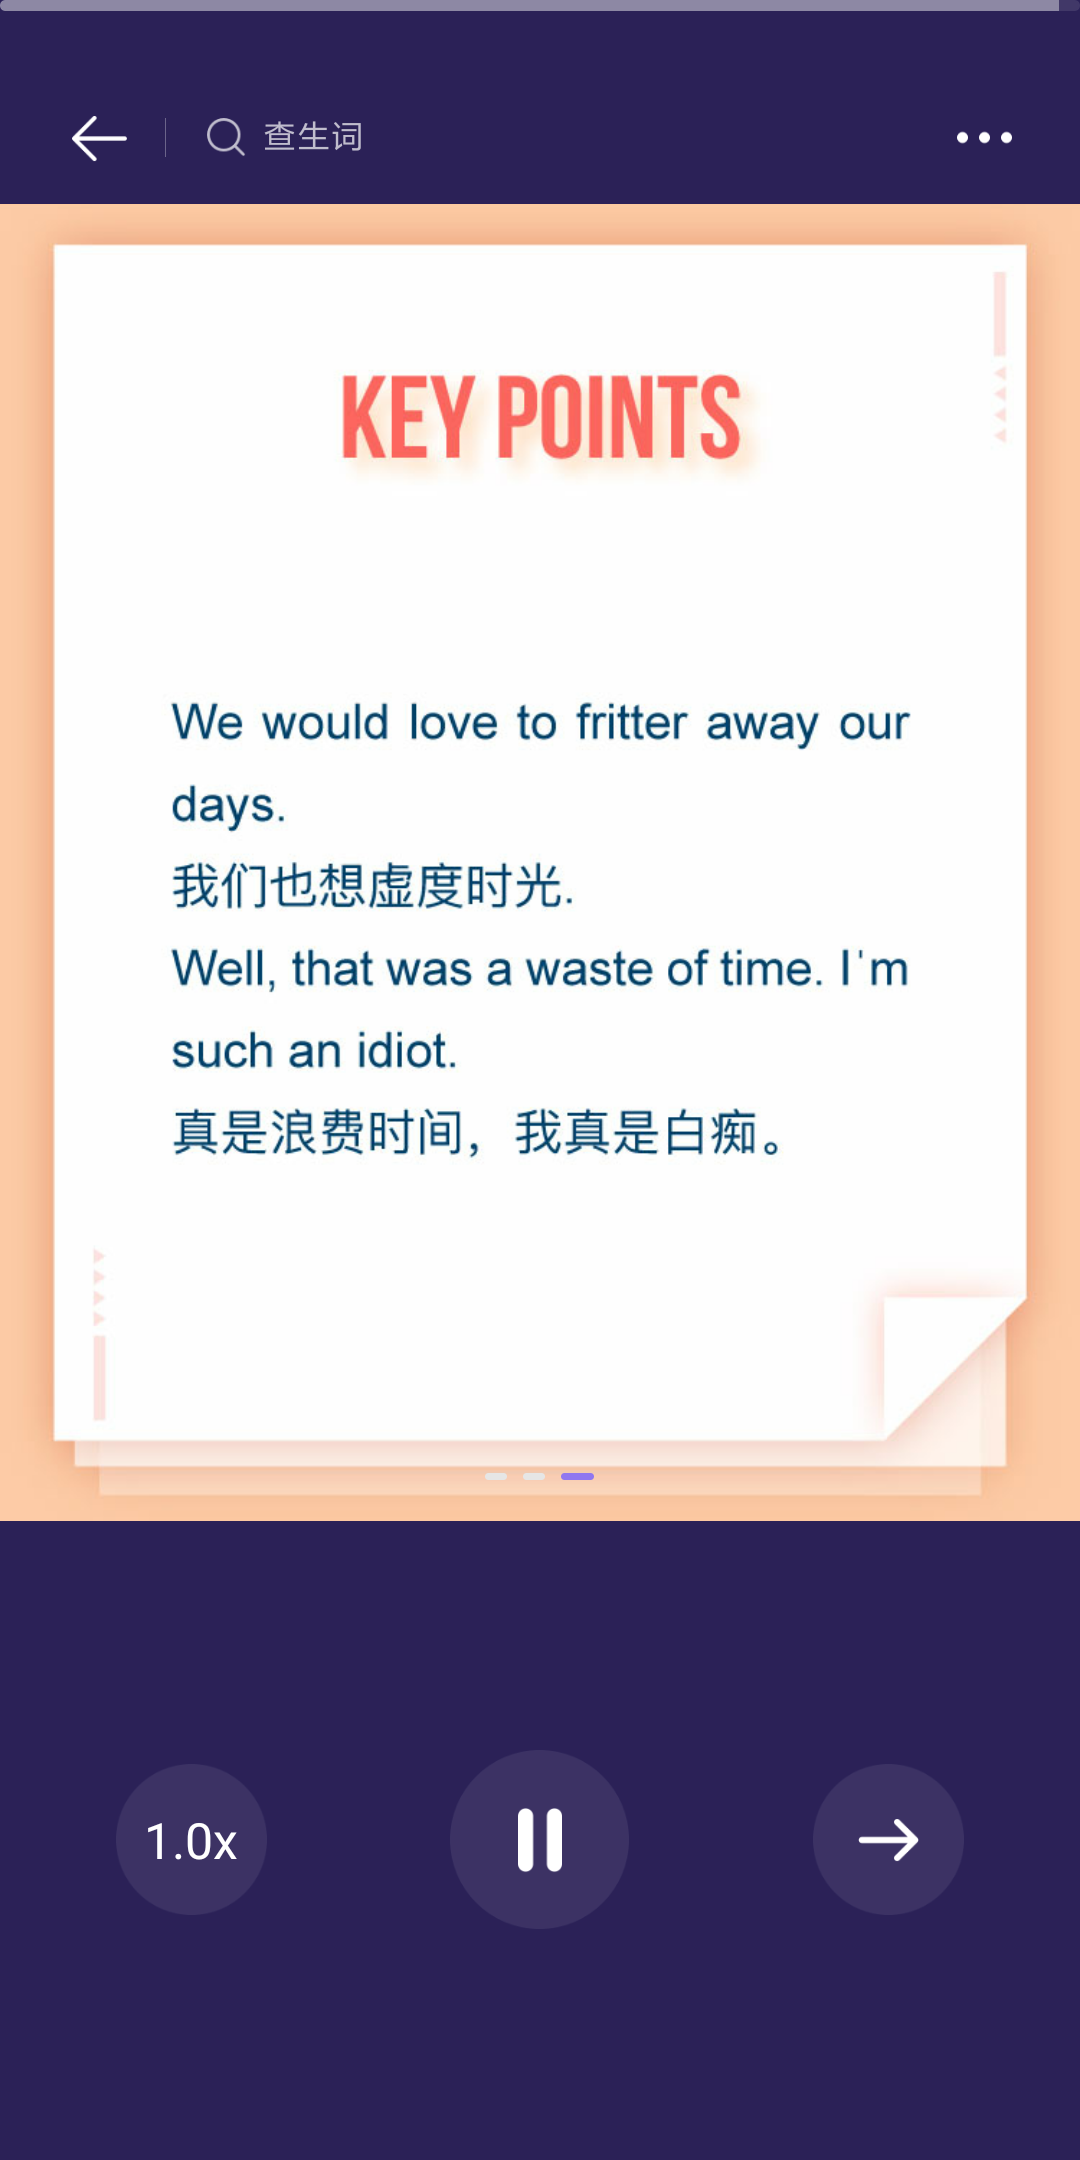 查生词
KEY POINTS
We would love to fritter away our
days.
我们也想虚度时光.
Well, that was a waste of time. I'm
such an idiot.
真是浪费时间，我真是白痴。
1.0x